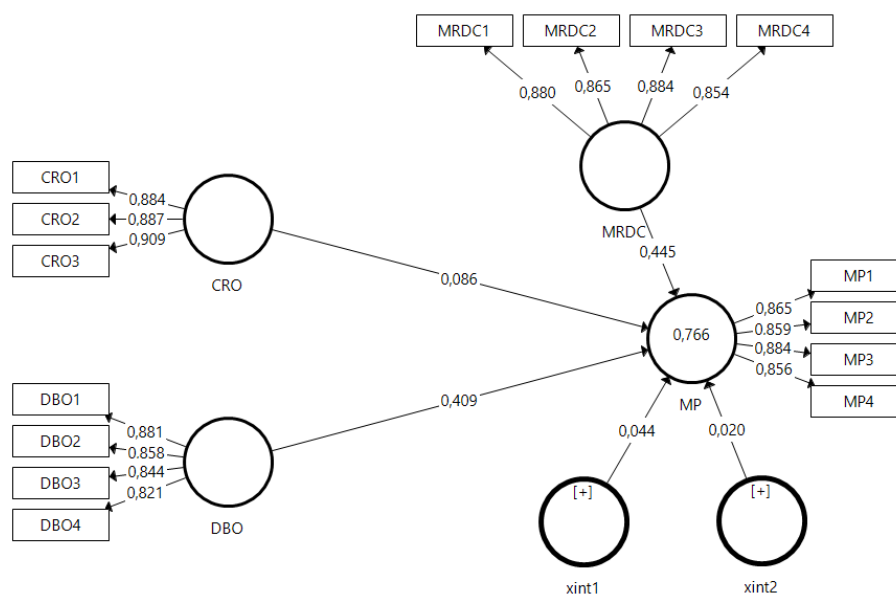 MRDC1
MRDC2
MRDC3
MRDC4
0,880
0,865
0,884
0,854
MRDC
0,445
CRO1
CRO2
CRO3
0,884
0,887
0,909
CRO
0,086
0,766
MP
MP1
MP2
MP3
MP4
0,865
0,859
0,884
0,856
DBO1
DBO2
DBO3
DBO4
0,881
0,858
0,844
0,821
DBO
0,409
0,044
0,020
[+]
[+]
xint1
xint2